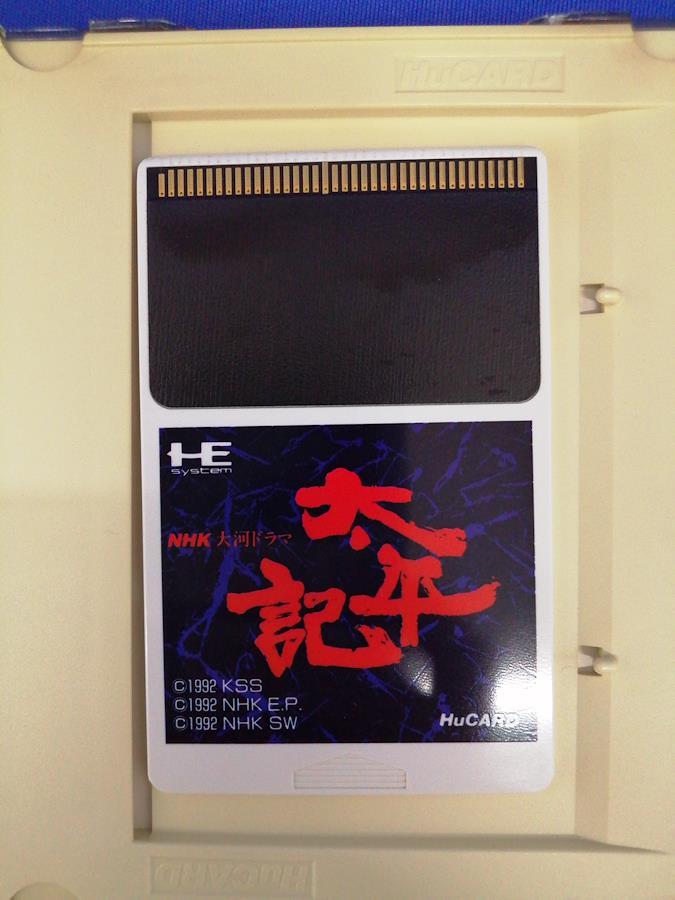 HuCARD
HE
system
NHK 大河ドラマ
太平記
©1992 KSS
©1992 NHK E.P.
©1992 NHK SW
HuCARD
HuCARD